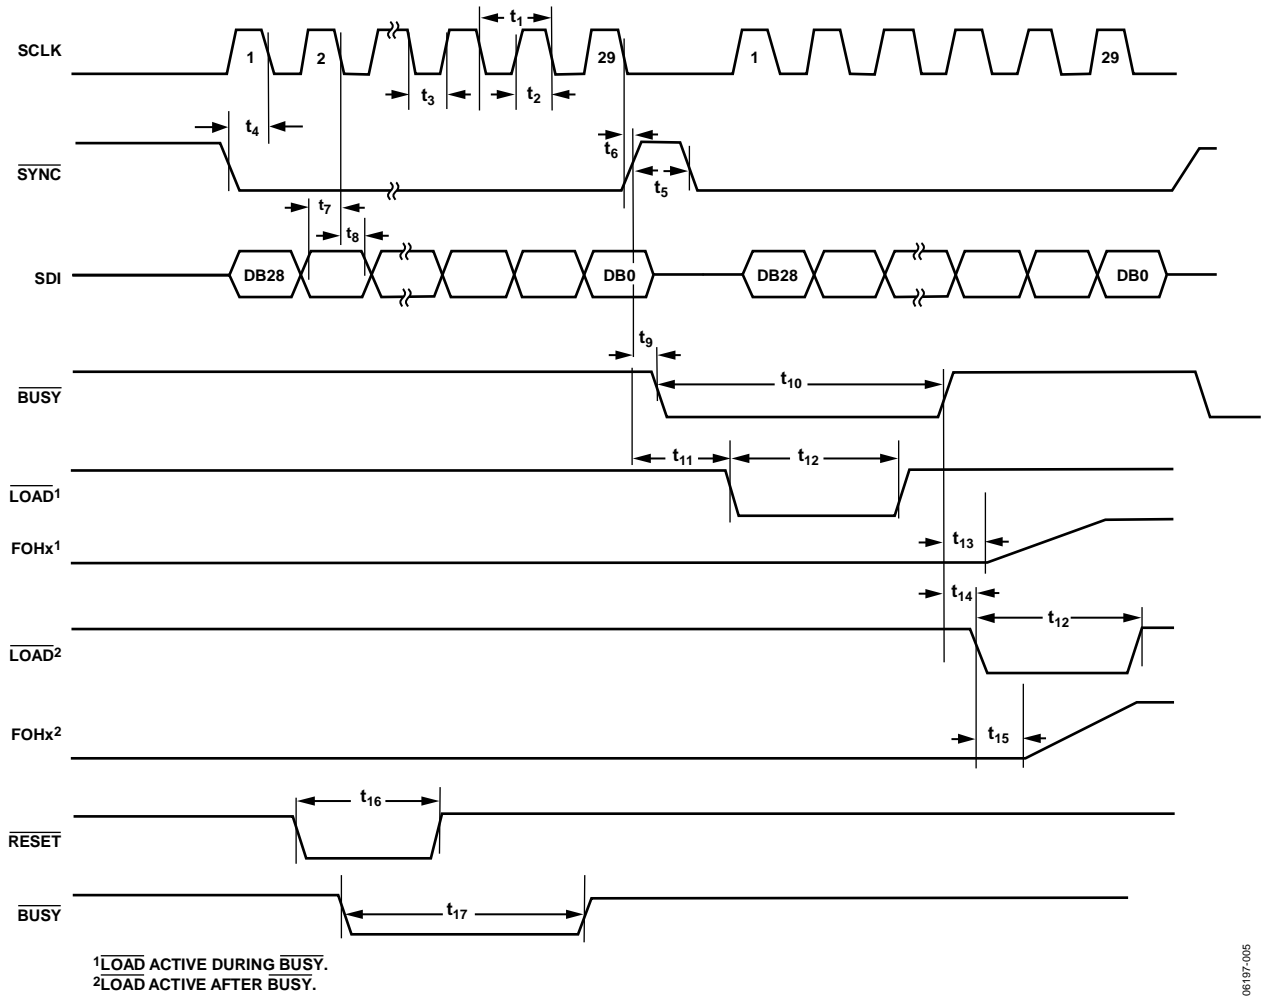 t1
SCLK
1
2
29
1
29
t3
t2
t4
t6
SYNC
t5
t7
t8
SDI
DB28
DB0
DB28
DB0
t9
t10
BUSY
t11
t12
LOAD1
FOHx1
t13
t14
t12
LOAD2
FOHx2
t15
t16
RESET
t17
BUSY
1LOAD ACTIVE DURING BUSY.
2LOAD ACTIVE AFTER BUSY.
06197-005